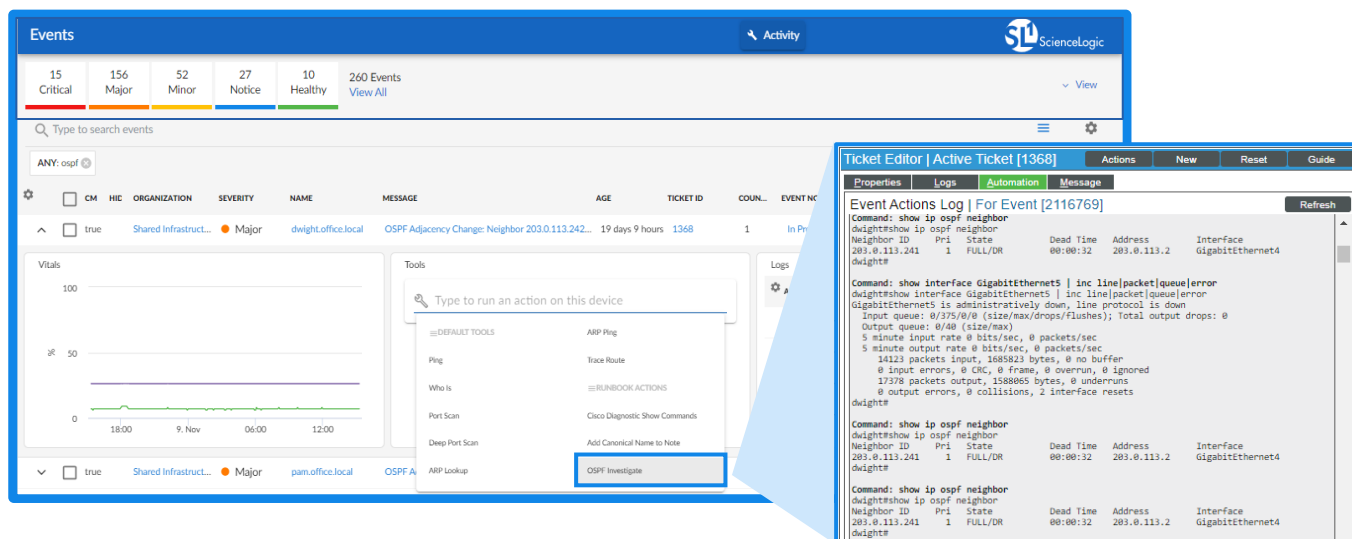 Events
Activity
SL1 ScienceLogic
15 156 52 27 10 260 Events
Critical Major Minor Notice Healthy View All
View
Type to search events
ANY: ospf
CM HID ORGANIZATION SEVERITY NAME MESSAGE AGE TICKET ID COUN... EVENT NO
true Shared Infrastruct... Major dwight.office.local OSPF Adjacency Change: Neighbor 203.0.113.242... 19 days 9 hours 1368 1 In Pr
Vitals
100
50
0
%
18:00 9. Nov 06:00 12:00
Tools
Type to run an action on this device
DEFAULT TOOLS
Ping
Who Is
Port Scan
Deep Port Scan
ARP Lookup
ARP Ping
Trace Route
RUNBOOK ACTIONS
Cisco Diagnostic Show Commands
Add Canonical Name to Note
OSPF Investigate
Logs
true Shared Infrastruct... Major pam.office.local OSPF A
Ticket Editor | Active Ticket [1368] Actions New Reset Guide
Properties Logs Automation Message
Event Actions Log | For Event [2116769] Refresh
Command: show ip ospf neighbor
dwight#show ip ospf neighbor
Neighbor ID Pri State Dead Time Address Interface
203.0.113.241 1 FULL/DR 00:00:32 203.0.113.2 GigabitEthernet4
dwight#
Command: show interface GigabitEthernet5 | inc line|packet|queue|error
dwight#show interface GigabitEthernet5 | inc line|packet|queue|error
GigabitEthernet5 is administratively down, line protocol is down
Input queue: 0/375/0/0 (size/max/drops/flushes); Total output drops: 0
Output queue: 0/40 (size/max)
5 minute input rate 0 bits/sec, 0 packets/sec
5 minute output rate 0 bits/sec, 0 packets/sec
14123 packets input, 1685823 bytes, 0 no buffer
0 input errors, 0 CRC, 0 frame, 0 overrun, 0 ignored
17378 packets output, 1588065 bytes, 0 underruns
0 output errors, 0 collisions, 2 interface resets
dwight#
Command: show ip ospf neighbor
dwight#show ip ospf neighbor
Neighbor ID Pri State Dead Time Address Interface
203.0.113.241 1 FULL/DR 00:00:32 203.0.113.2 GigabitEthernet4
dwight#
Command: show ip ospf neighbor
dwight#show ip ospf neighbor
Neighbor ID Pri State Dead Time Address Interface
203.0.113.241 1 FULL/DR 00:00:32 203.0.113.2 GigabitEthernet4
dwight#